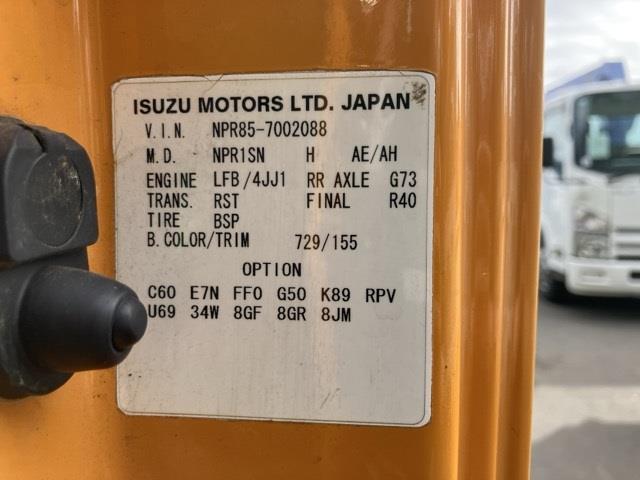 ISUZU MOTORS LTD. JAPAN
V.I.N. NPR85-7002088
M.D. NPR1SN H AE/AH
ENGINE LFB/4JJ1 RR AXLE G73
TRANS. RST FINAL R40
TIRE BSP
B.COLOR/TRIM 729/155
OPTION
C60 E7N FF0 G50 K89 RPV
U69 34W 8GF 8GR 8JM